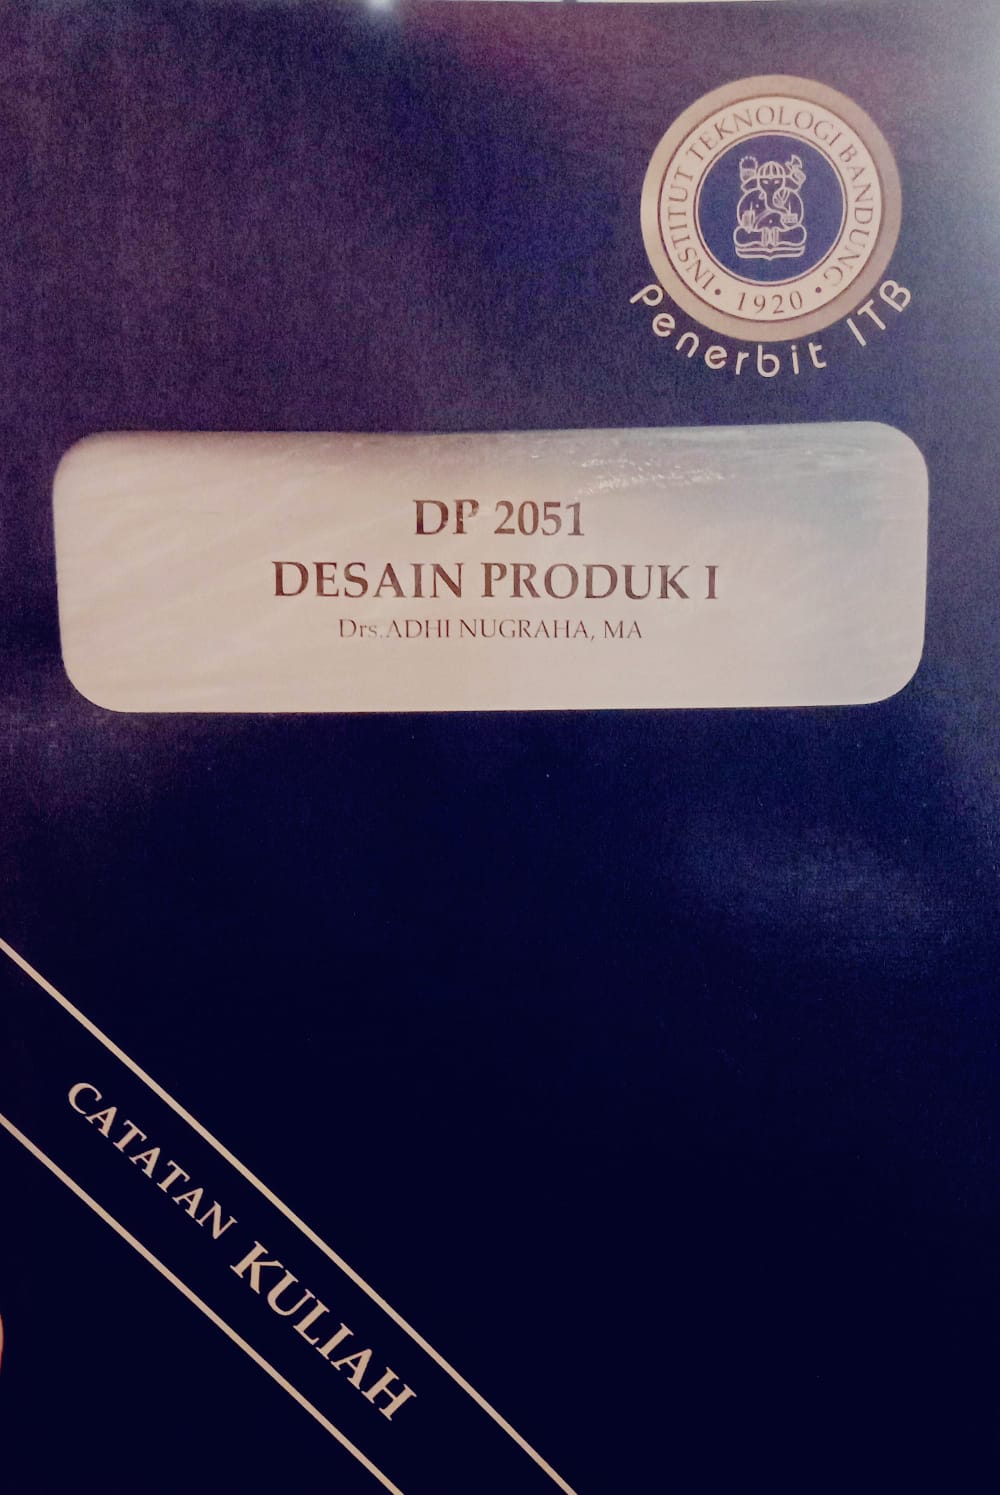 INSTITUT TEKNOLOGI BANDUNG
• 1920 •
Penerbit ITB
DP 2051
DESAIN PRODUK I
Drs. ADHI NUGRAHA, MA
CATATAN KULIAH